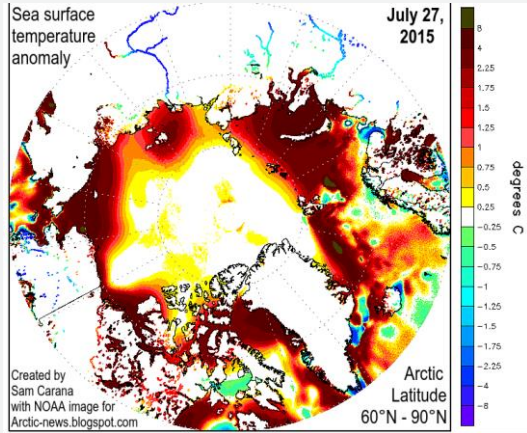 Sea surface
temperature
anomaly
July 27,
2015
8
4
2.25
1.75
1.5
1.25
1
0.75
0.5
0.25
-0.25
-0.5
-0.75
-1
-1.25
-1.5
-1.75
-2.25
-4
-8
degrees C
Created by
Sam Carana
with NOAA image for
Arctic-news.blogspot.com
Arctic
Latitude
60°N - 90°N